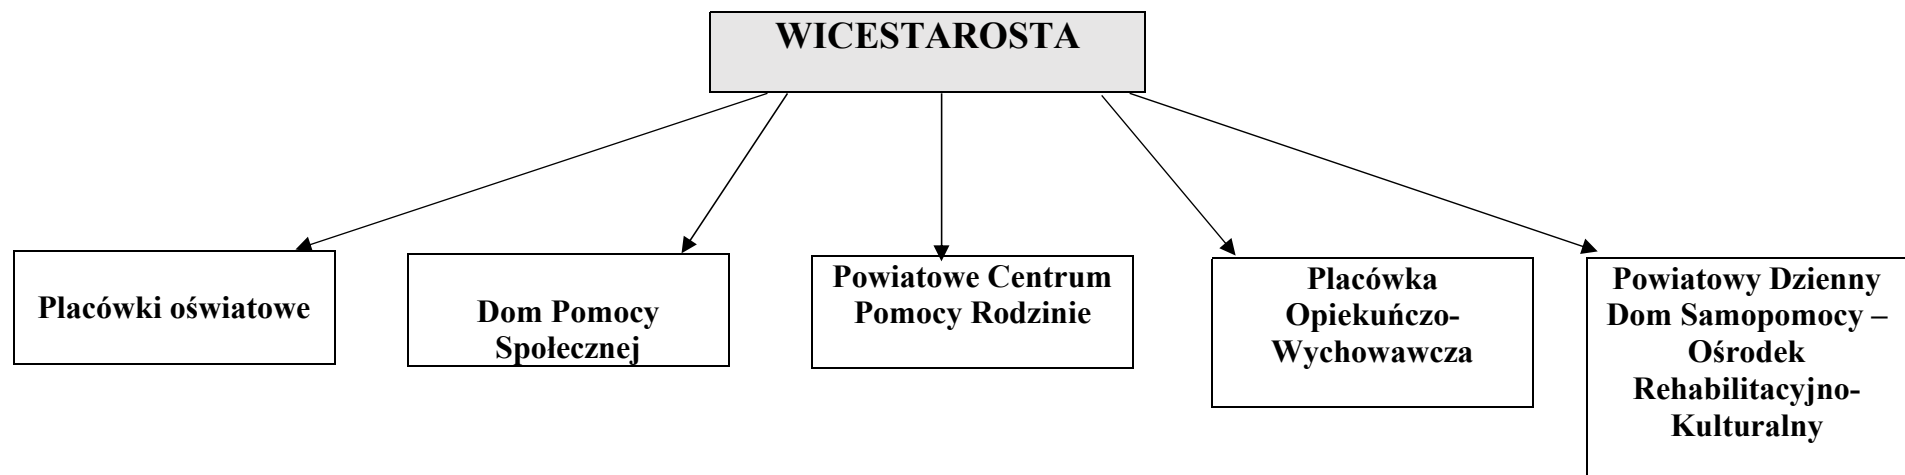 WICESTAROSTA
Placówki oświatowe
Dom Pomocy
Społecznej
Powiatowe Centrum
Pomocy Rodzinie
Placówka
Opiekuńczo-
Wychowawcza
Powiatowy Dzienny
Dom Samopomocy –
Ośrodek
Rehabilitacyjno-
Kulturalny